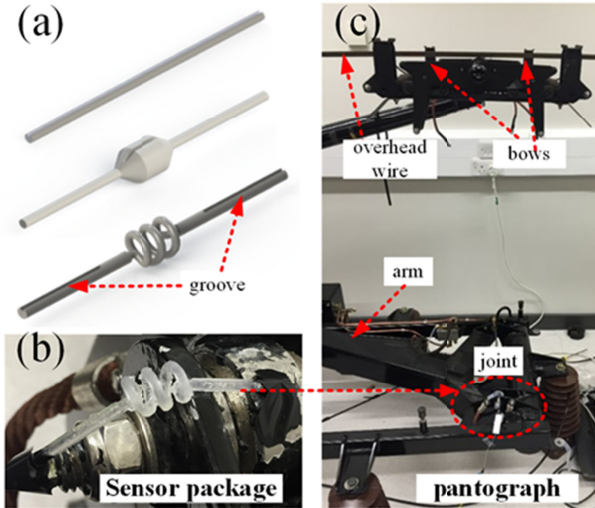 (a)
groove
(b)
Sensor package
(c)
overhead
wire
bows
arm
joint
pantograph